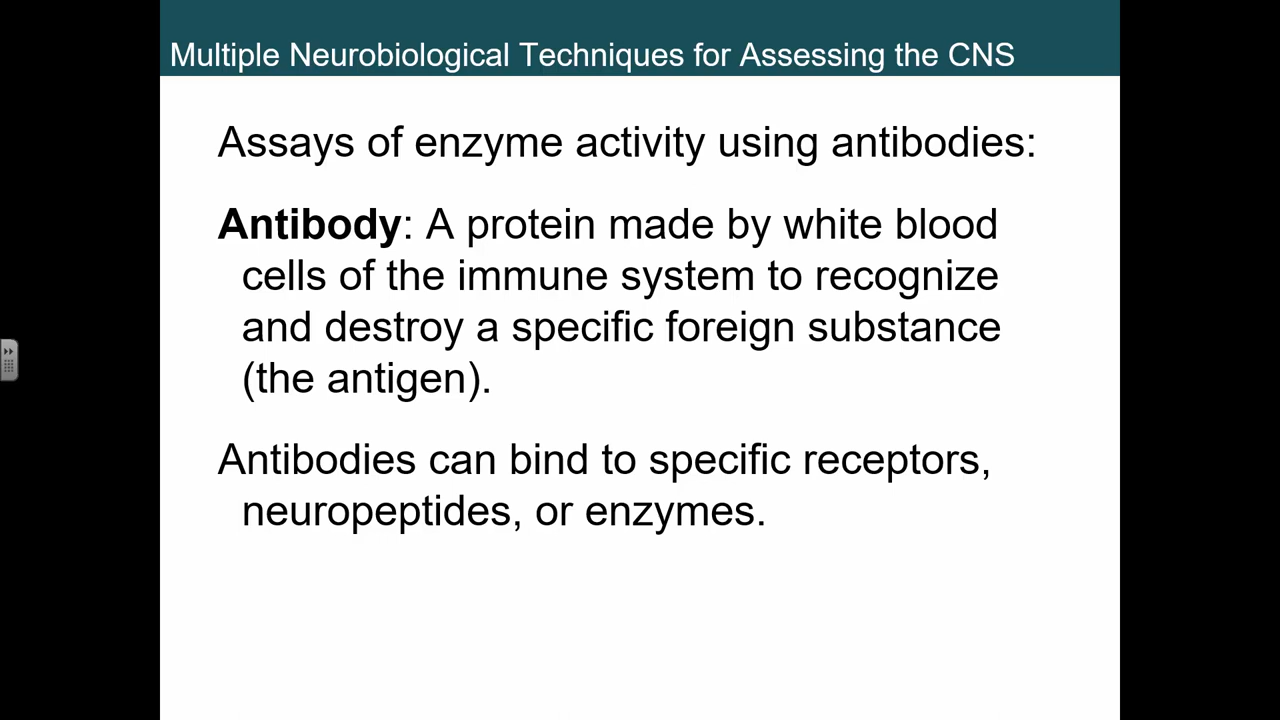 Multiple Neurobiological Techniques for Assessing the CNS
Assays of enzyme activity using antibodies:
Antibody: A protein made by white blood
cells of the immune system to recognize
and destroy a specific foreign substance
(the antigen).
Antibodies can bind to specific receptors,
neuropeptides, or enzymes.